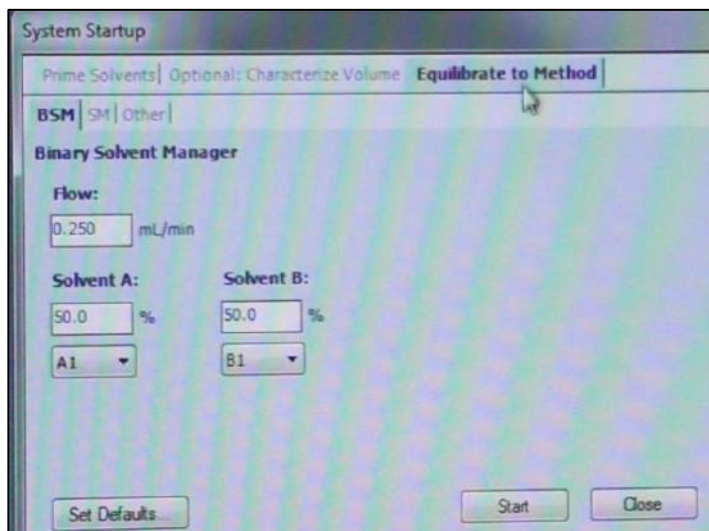 System Startup
Prime Solvents Optional: Characterize Volume Equilibrate to Method
BSM SM Other
Binary Solvent Manager
Flow:
0.250 mL/min
Solvent A: Solvent B:
50.0 % 50.0 %
A1 B1
Set Defaults... Start Close